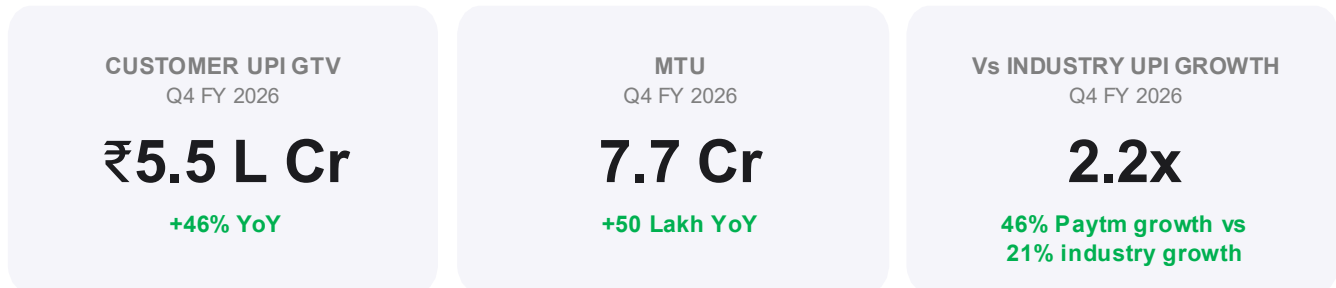 CUSTOMER UPI GTV
Q4 FY 2026
₹5.5 L Cr
+46% YoY
MTU
Q4 FY 2026
7.7 Cr
+50 Lakh YoY
Vs INDUSTRY UPI GROWTH
Q4 FY 2026
2.2x
46% Paytm growth vs
21% industry growth